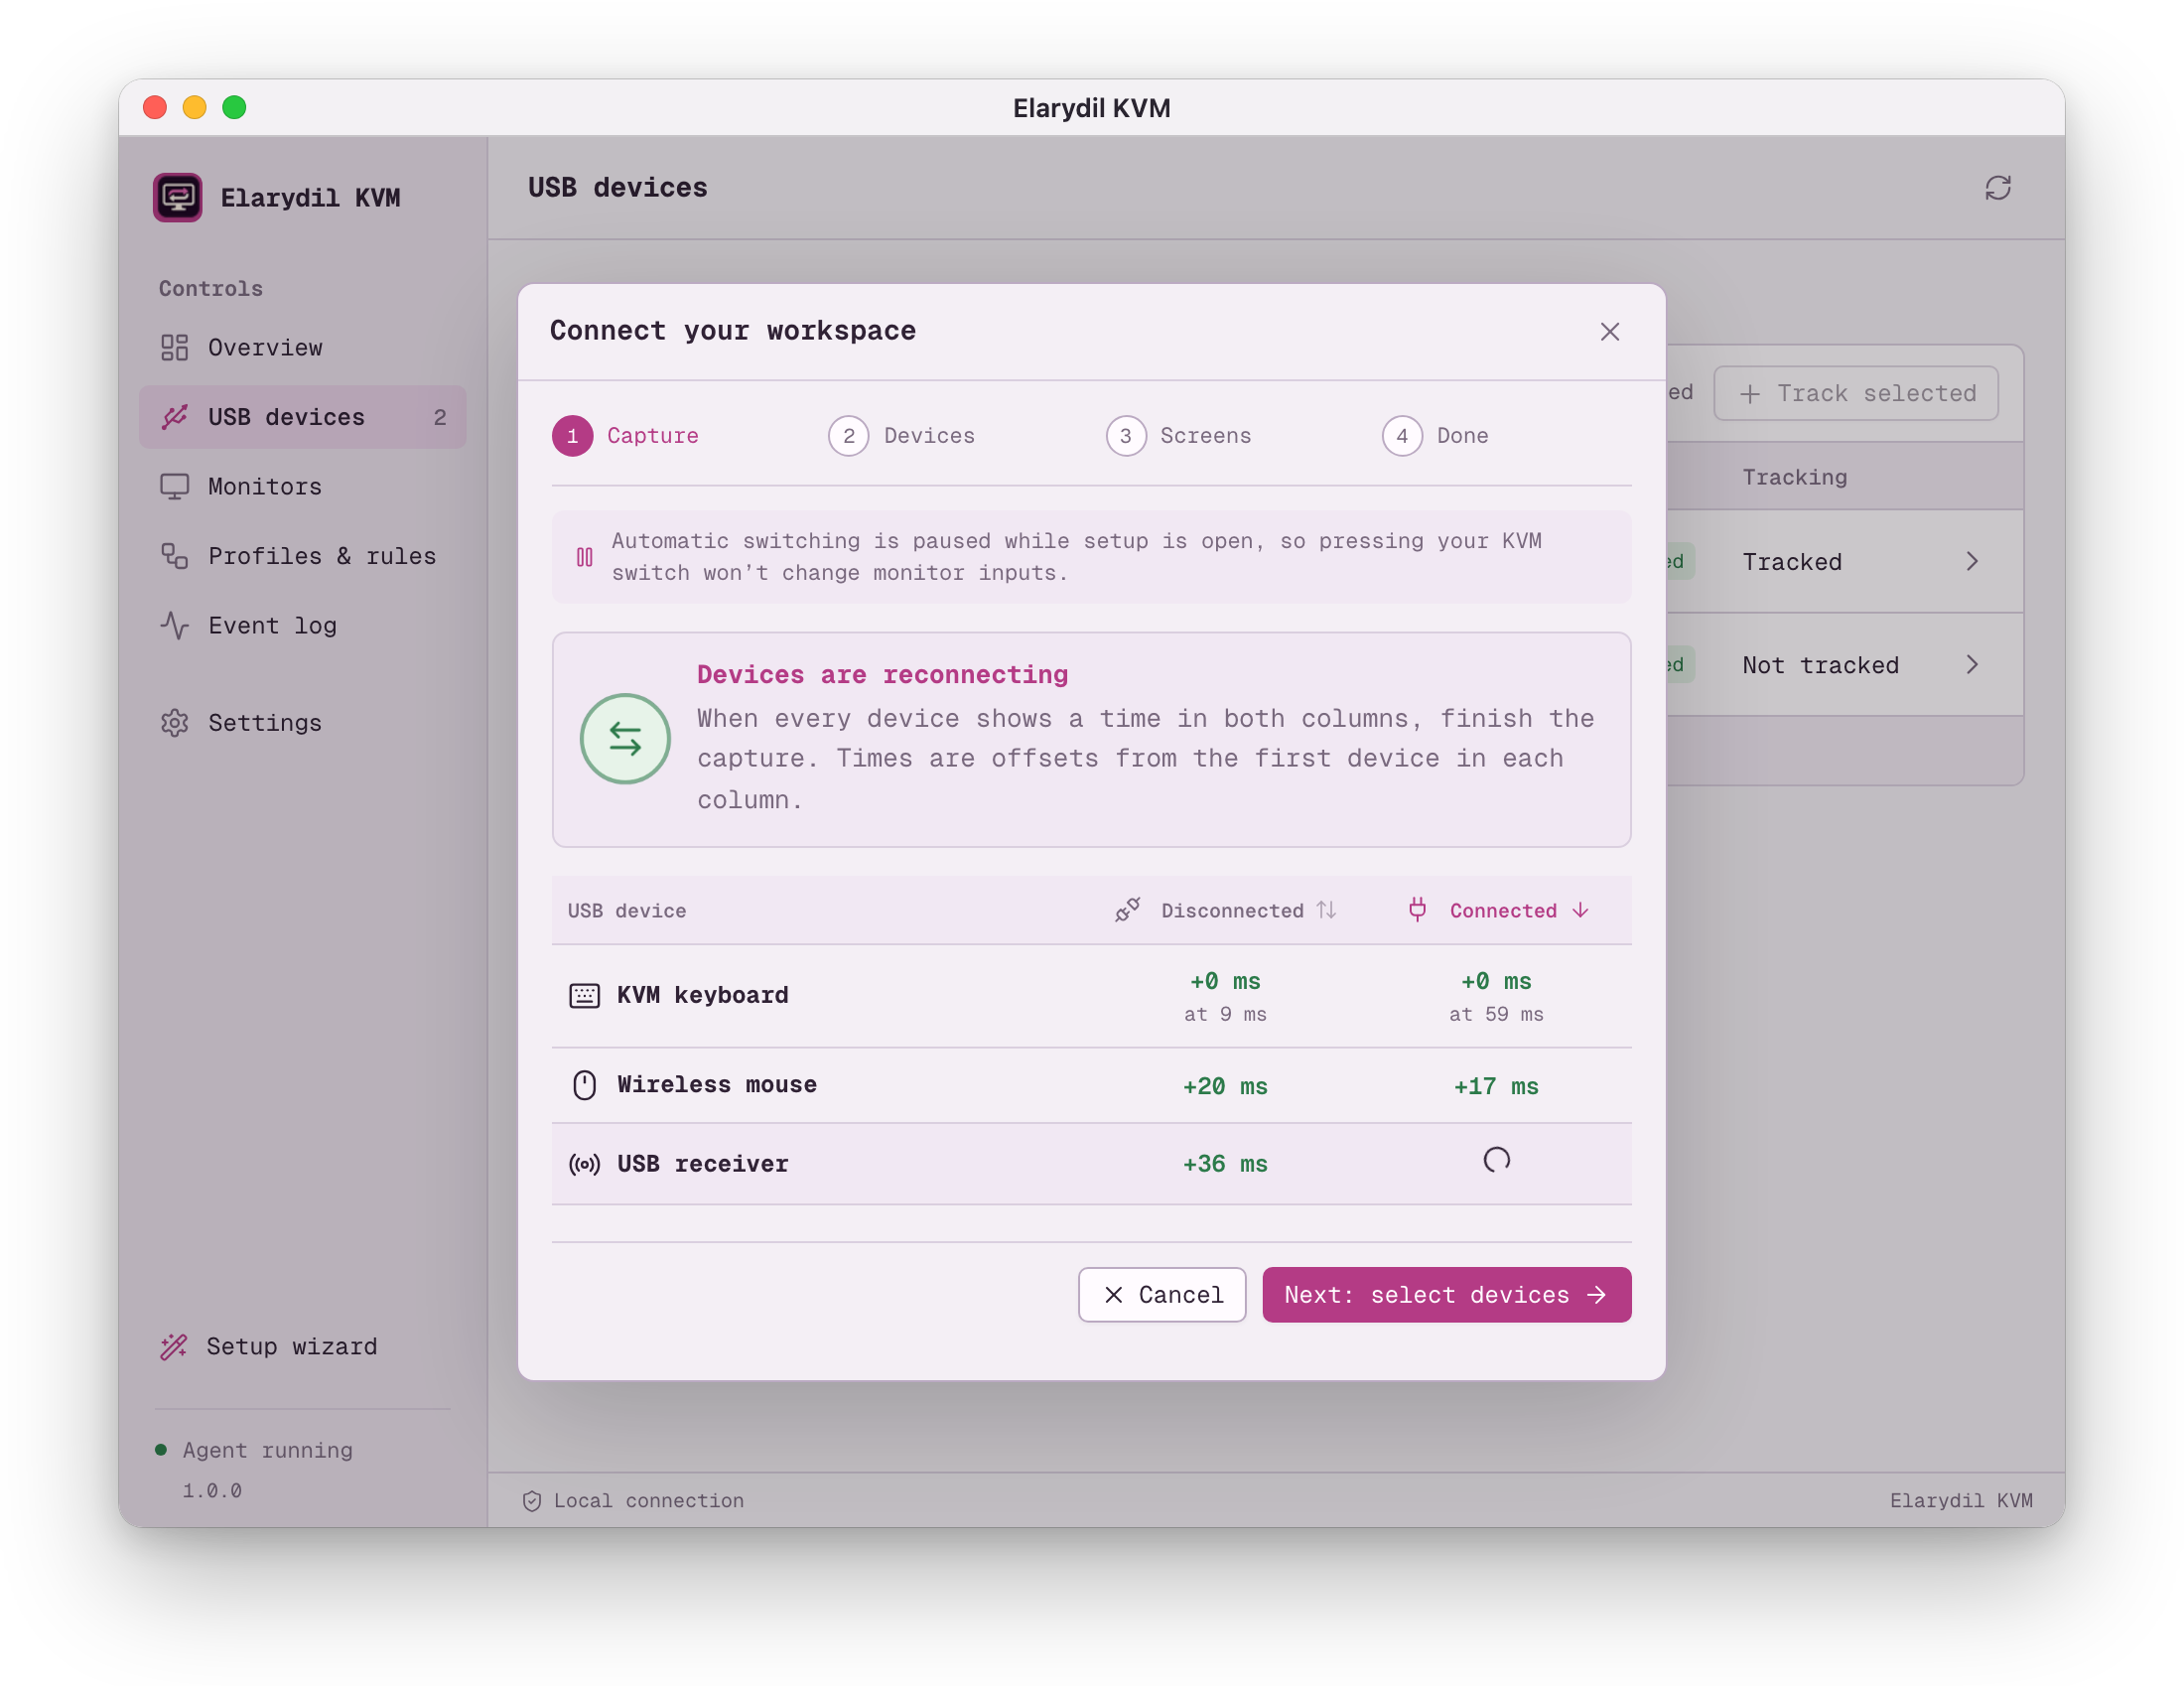 Elarydil KVM
Elarydil KVM
Controls
Overview
USB devices 2
Monitors
Profiles & rules
Event log
Settings
Setup wizard
Agent running
1.0.0
USB devices
Track selected
Tracking
Tracked
Not tracked
Connect your workspace
1 Capture 2 Devices 3 Screens 4 Done
Automatic switching is paused while setup is open, so pressing your KVM
switch won’t change monitor inputs.
Devices are reconnecting
When every device shows a time in both columns, finish the
capture. Times are offsets from the first device in each
column.
USB device Disconnected Connected
KVM keyboard +0 ms +0 ms
at 9 ms at 59 ms
Wireless mouse +20 ms +17 ms
USB receiver +36 ms
Cancel Next: select devices
Local connection Elarydil KVM